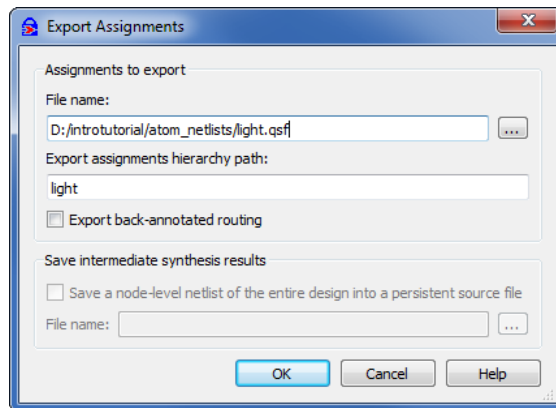 Export Assignments
Assignments to export
File name:
D:/introtutorial/atom_netlists/light.qsf
...
Export assignments hierarchy path:
light
Export back-annotated routing
Save intermediate synthesis results
Save a node-level netlist of the entire design into a persistent source file
File name:
...
OK Cancel Help